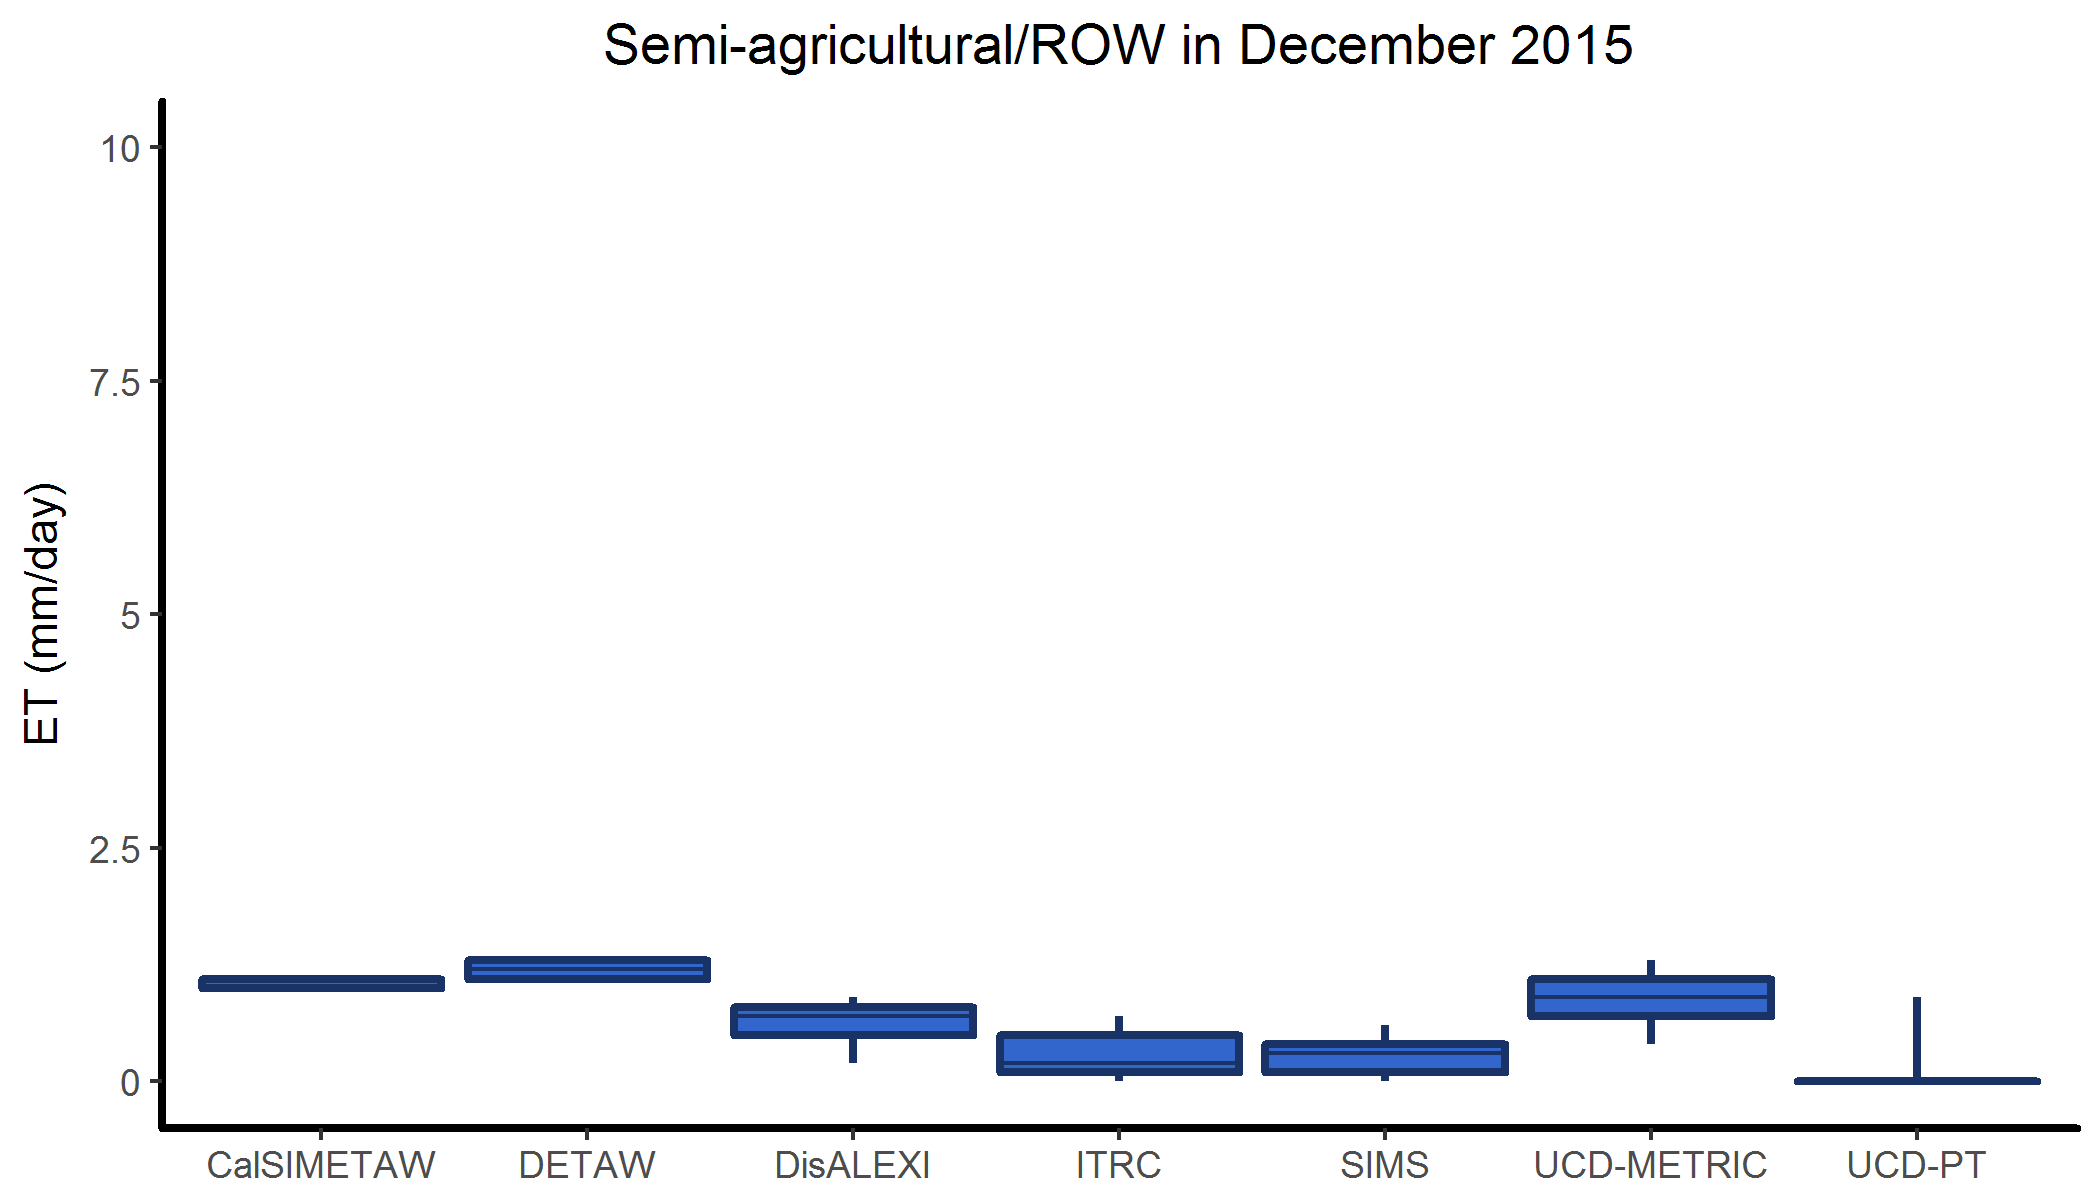 Semi-agricultural/ROW in December 2015
ET (mm/day)
10
7.5
5
2.5
0
CalSIMETAW DETAW DisALEXI ITRC SIMS UCD-METRIC UCD-PT